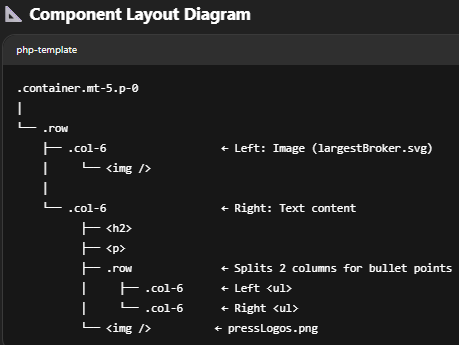 Component Layout Diagram
php-template
.container.mt-5.p-0
|
└── .row
    ├── .col-6                 ← Left: Image (largestBroker.svg)
    |     └── <img />
    |
    └── .col-6                 ← Right: Text content
          ├── <h2>
          ├── <p>
          ├── .row             ← Splits 2 columns for bullet points
          |     ├── .col-6     ← Left <ul>
          |     └── .col-6     ← Right <ul>
          └── <img />         ← pressLogos.png